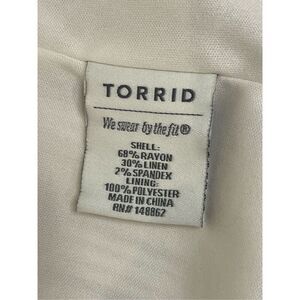 TORRID
We swear by the fit®
SHELL:
68% RAYON
30% LINEN
2% SPANDEX
LINING:
100% POLYESTER
MADE IN CHINA
RN# 148862